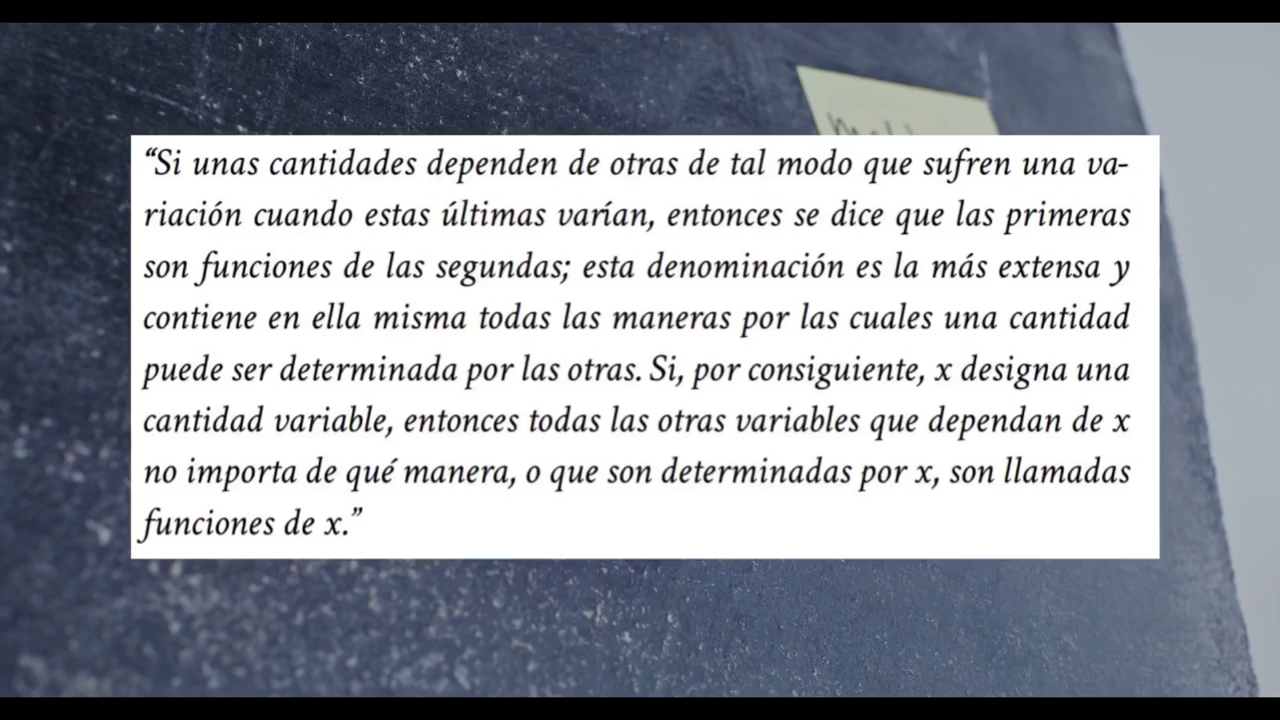 “Si unas cantidades dependen de otras de tal modo que sufren una va-
riación cuando estas últimas varían, entonces se dice que las primeras
son funciones de las segundas; esta denominación es la más extensa y
contiene en ella misma todas las maneras por las cuales una cantidad
puede ser determinada por las otras. Si, por consiguiente, x designa una
cantidad variable, entonces todas las otras variables que dependan de x
no importa de qué manera, o que son determinadas por x, son llamadas
funciones de x.”